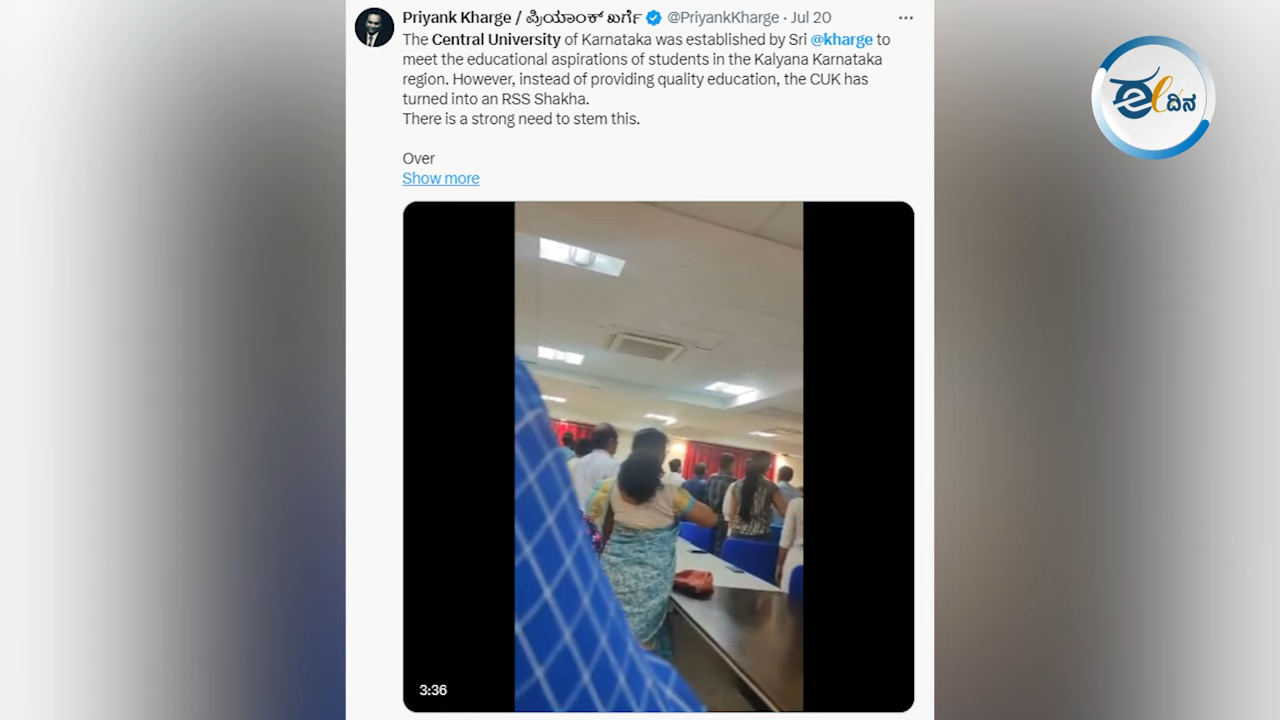 Priyank Kharge / ಪ್ರಿಯಾಂಕ್ ಖರ್ಗೆ @PriyankKharge · Jul 20
The Central University of Karnataka was established by Sri @kharge to
meet the educational aspirations of students in the Kalyana Karnataka
region. However, instead of providing quality education, the CUK has
turned into an RSS Shakha.
There is a strong need to stem this.
Over
Show more
3:36
ದಿನ